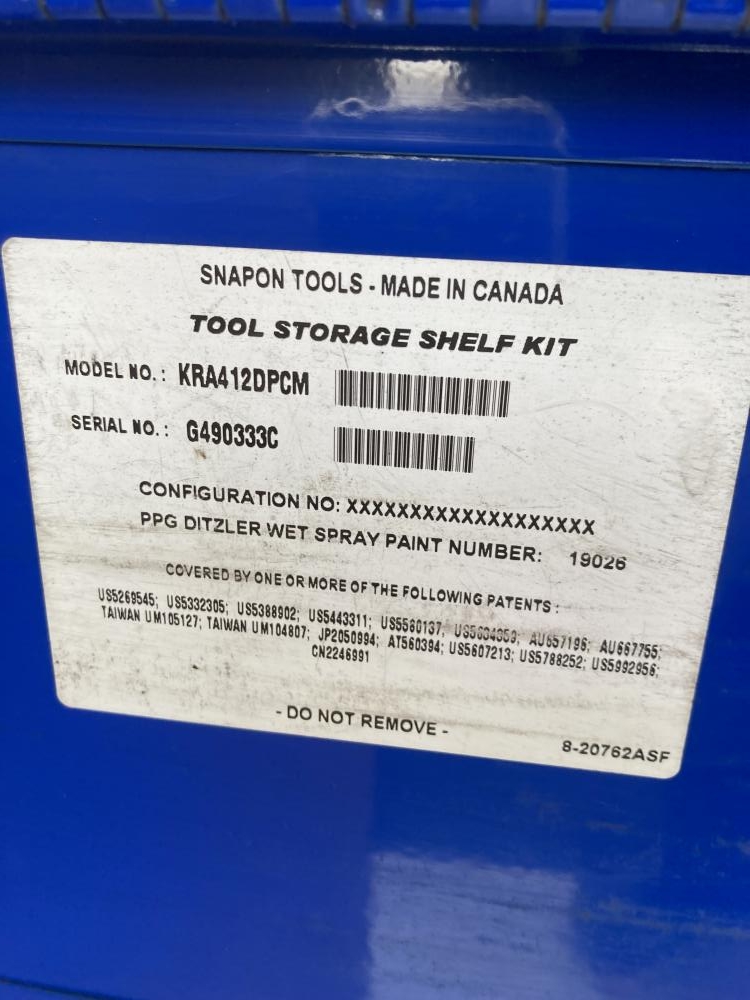 SNAPON TOOLS - MADE IN CANADA
TOOL STORAGE SHELF KIT
MODEL NO. : KRA412DPCM
SERIAL NO. : G490333C
CONFIGURATION NO: XXXXXXXXXXXXXXXXXXX
PPG DITZLER WET SPRAY PAINT NUMBER: 19026
COVERED BY ONE OR MORE OF THE FOLLOWING PATENTS :
US5269545; US5332305; US5388902; US5443311; US5560137; AU657196; AU667755;
TAIWAN UM105127; TAIWAN UM104807; JP2050994; AT560394; US5607213; US5788252; US5992956;
CN2246991
- DO NOT REMOVE -
8-20762ASF